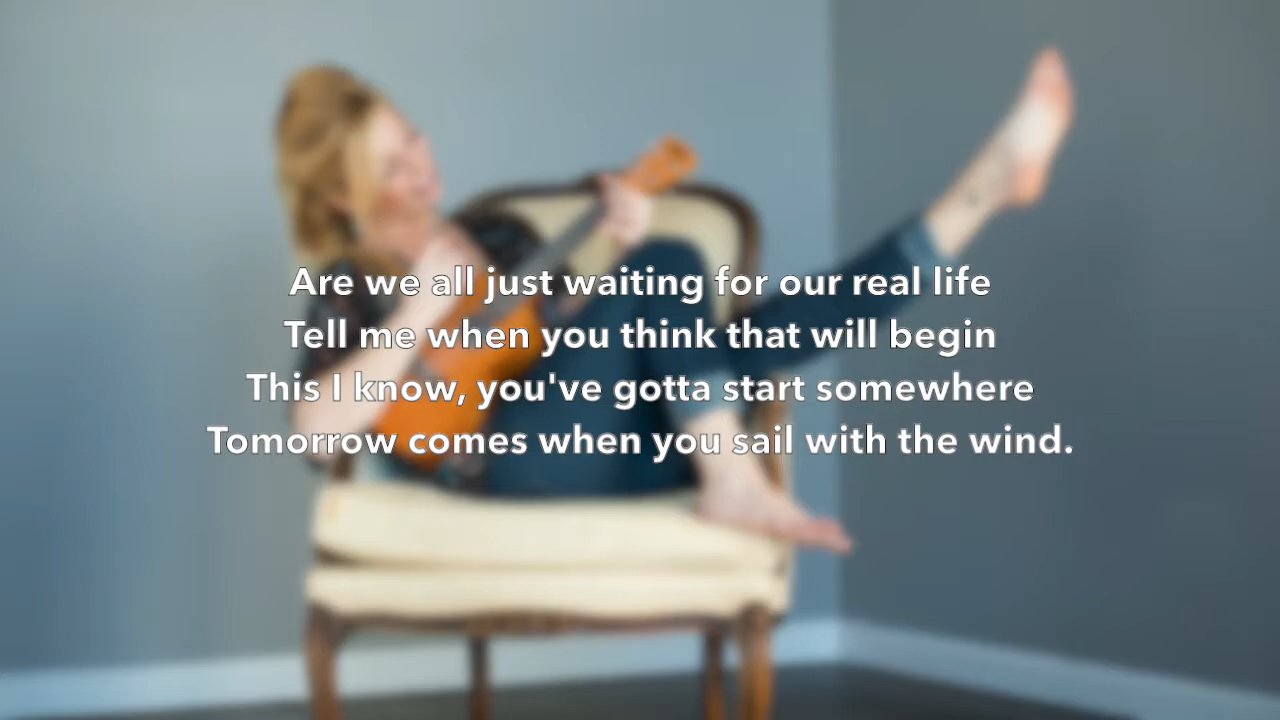 Are we all just waiting for our real life
Tell me when you think that will begin
This I know, you've gotta start somewhere
Tomorrow comes when you sail with the wind.